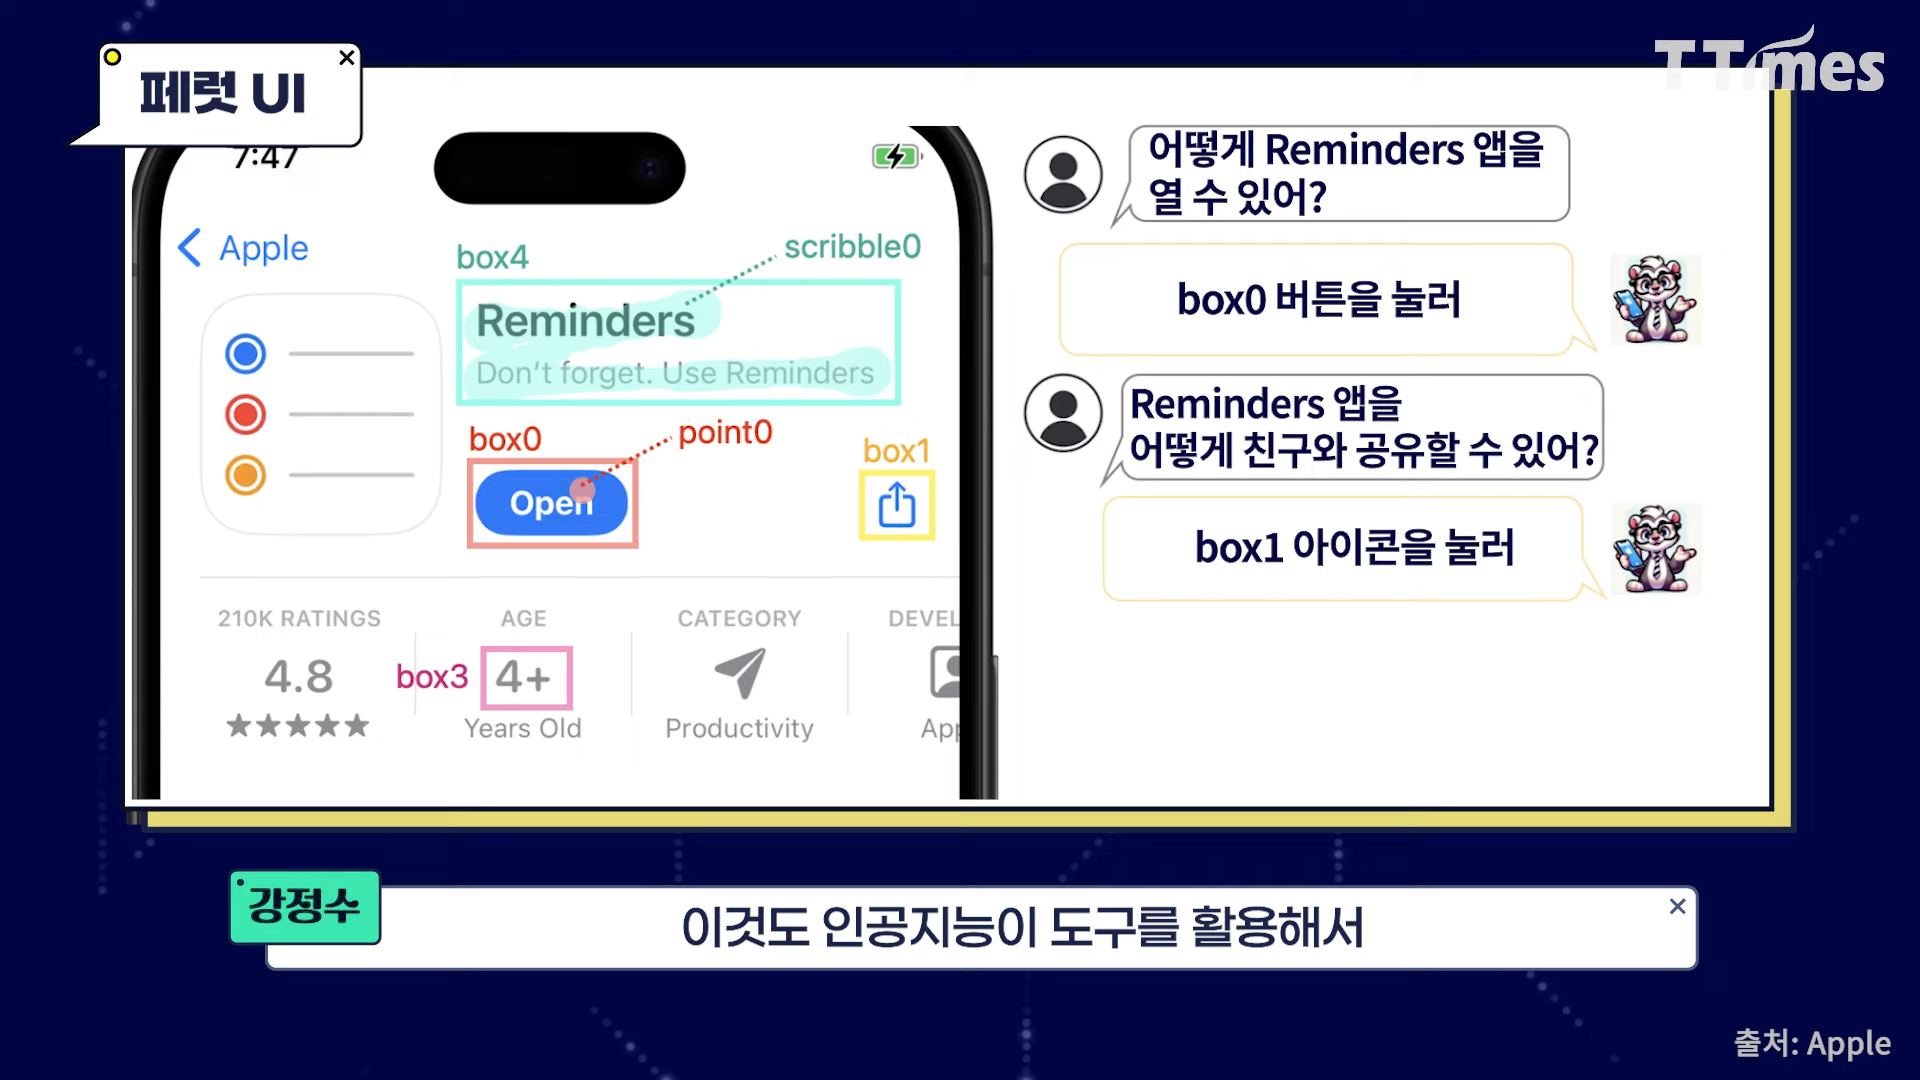 TTimes
페럿 UI
7:47
Apple
box4
scribble0
Reminders
Don't forget. Use Reminders
box0
point0
box1
Open
210K RATINGS
4.8
★★★★★
AGE
box3
4+
Years Old
CATEGORY
Productivity
DEVEL
App
어떻게 Reminders 앱을
열 수 있어?
box0 버튼을 눌러
Reminders 앱을
어떻게 친구와 공유할 수 있어?
box1 아이콘을 눌러
강정수
이것도 인공지능이 도구를 활용해서
출처: Apple